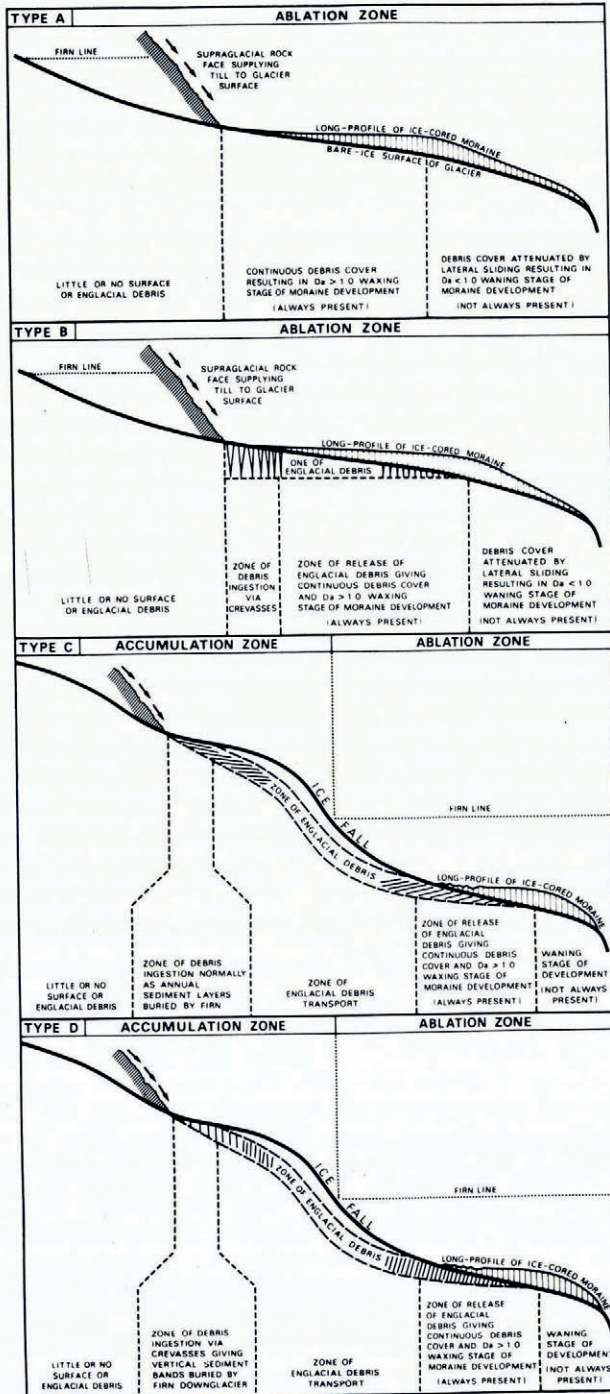 TYPE A
ABLATION ZONE
FIRN LINE
SUPRAGLACIAL ROCK
FACE SUPPLYING
TILL TO GLACIER
SURFACE
LONG-PROFILE OF ICE-CORED MORAINE
BARE-ICE SURFACE OF GLACIER
LITTLE OR NO SURFACE
OR ENGLACIAL DEBRIS
CONTINUOUS DEBRIS COVER
RESULTING IN Da > 1·0 WAXING
STAGE OF MORAINE DEVELOPMENT
(ALWAYS PRESENT)
DEBRIS COVER ATTENUATED BY
LATERAL SLIDING RESULTING IN
Da < 1·0 WANING STAGE OF
MORAINE DEVELOPMENT
(NOT ALWAYS PRESENT)
TYPE B
ABLATION ZONE
FIRN LINE
SUPRAGLACIAL ROCK
FACE SUPPLYING
TILL TO GLACIER
SURFACE
LONG-PROFILE OF ICE-CORED MORAINE
ZONE OF
ENGLACIAL DEBRIS
LITTLE OR NO SURFACE
OR ENGLACIAL DEBRIS
ZONE OF
DEBRIS
INGESTION
VIA
CREVASSES
ZONE OF RELEASE OF
ENGLACIAL DEBRIS GIVING
CONTINUOUS DEBRIS COVER
AND Da > 1·0 WAXING
STAGE OF MORAINE DEVELOPMENT
(ALWAYS PRESENT)
DEBRIS COVER
ATTENUATED BY
LATERAL SLIDING
RESULTING IN Da < 1·0
WANING STAGE OF
MORAINE DEVELOPMENT
(NOT ALWAYS PRESENT)
TYPE C
ACCUMULATION ZONE
ABLATION ZONE
ICE FALL
FIRN LINE
ZONE OF ENGLACIAL DEBRIS
LONG-PROFILE OF ICE-CORED MORAINE
LITTLE OR NO
SURFACE OR
ENGLACIAL DEBRIS
ZONE OF DEBRIS
INGESTION NORMALLY
AS ANNUAL
SEDIMENT LAYERS
BURIED BY FIRN
ZONE OF
ENGLACIAL DEBRIS
TRANSPORT
ZONE OF RELEASE
OF ENGLACIAL
DEBRIS GIVING
CONTINUOUS DEBRIS
COVER AND Da > 1·0
WAXING STAGE OF
MORAINE DEVELOPMENT
(ALWAYS PRESENT)
WANING
STAGE OF
DEVELOPMENT
(NOT ALWAYS
PRESENT)
TYPE D
ACCUMULATION ZONE
ABLATION ZONE
ICE FALL
FIRN LINE
ZONE OF ENGLACIAL DEBRIS
LONG-PROFILE OF ICE-CORED MORAINE
LITTLE OR NO
SURFACE OR
ENGLACIAL DEBRIS
ZONE OF DEBRIS
INGESTION VIA
CREVASSES GIVING
VERTICAL SEDIMENT
BANDS BURIED BY
FIRN DOWNGLACIER
ZONE OF
ENGLACIAL DEBRIS
TRANSPORT
ZONE OF RELEASE
OF ENGLACIAL
DEBRIS GIVING
CONTINUOUS DEBRIS
COVER AND Da > 1·0
WAXING STAGE OF
MORAINE DEVELOPMENT
(ALWAYS PRESENT)
WANING
STAGE OF
DEVELOPMENT
(NOT ALWAYS
PRESENT)